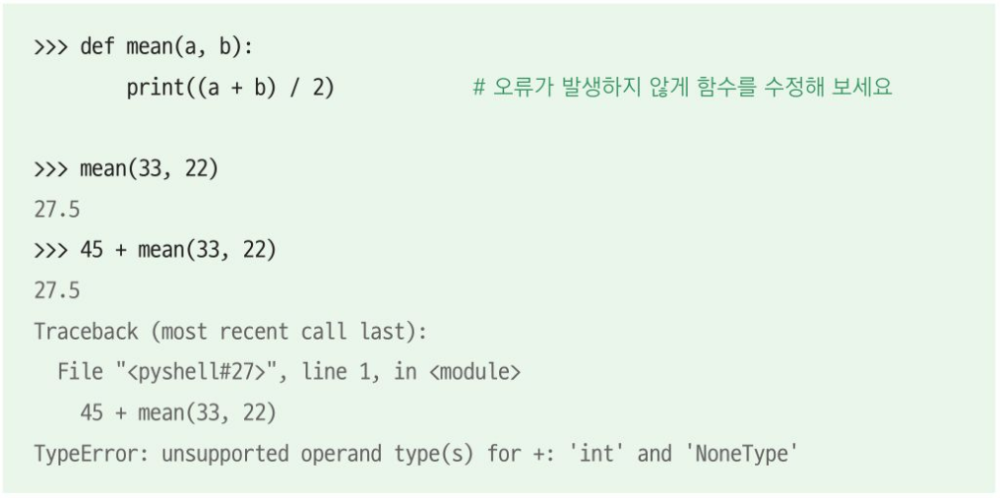 >>> def mean(a, b):
        print((a + b) / 2)            # 오류가 발생하지 않게 함수를 수정해 보세요
>>> mean(33, 22)
27.5
>>> 45 + mean(33, 22)
27.5
Traceback (most recent call last):
  File "<pyshell#27>", line 1, in <module>
    45 + mean(33, 22)
TypeError: unsupported operand type(s) for +: 'int' and 'NoneType'